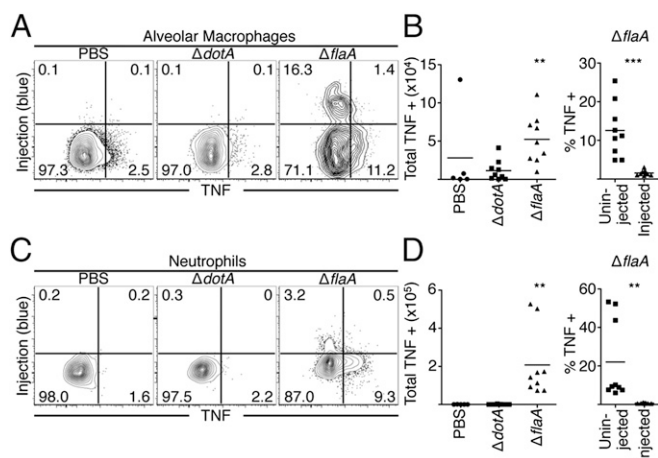 A
Alveolar Macrophages
PBS
ΔdotA
ΔflaA
Injection (blue)
0.1
0.1
0.1
0.1
16.3
1.4
97.3
2.5
97.0
2.8
71.1
11.2
TNF
B
Total TNF + (x10⁴)
15
10
5
0
**
PBS
ΔdotA
ΔflaA
ΔflaA
% TNF +
30
20
10
0
***
Unin-
jected
Injected
C
Neutrophils
PBS
ΔdotA
ΔflaA
Injection (blue)
0.2
0.2
0.3
0
3.2
0.5
98.0
1.6
97.5
2.2
87.0
9.3
TNF
D
Total TNF + (x10⁵)
6
4
2
0
**
PBS
ΔdotA
ΔflaA
ΔflaA
% TNF +
60
40
20
**
Unin-
jected
njected